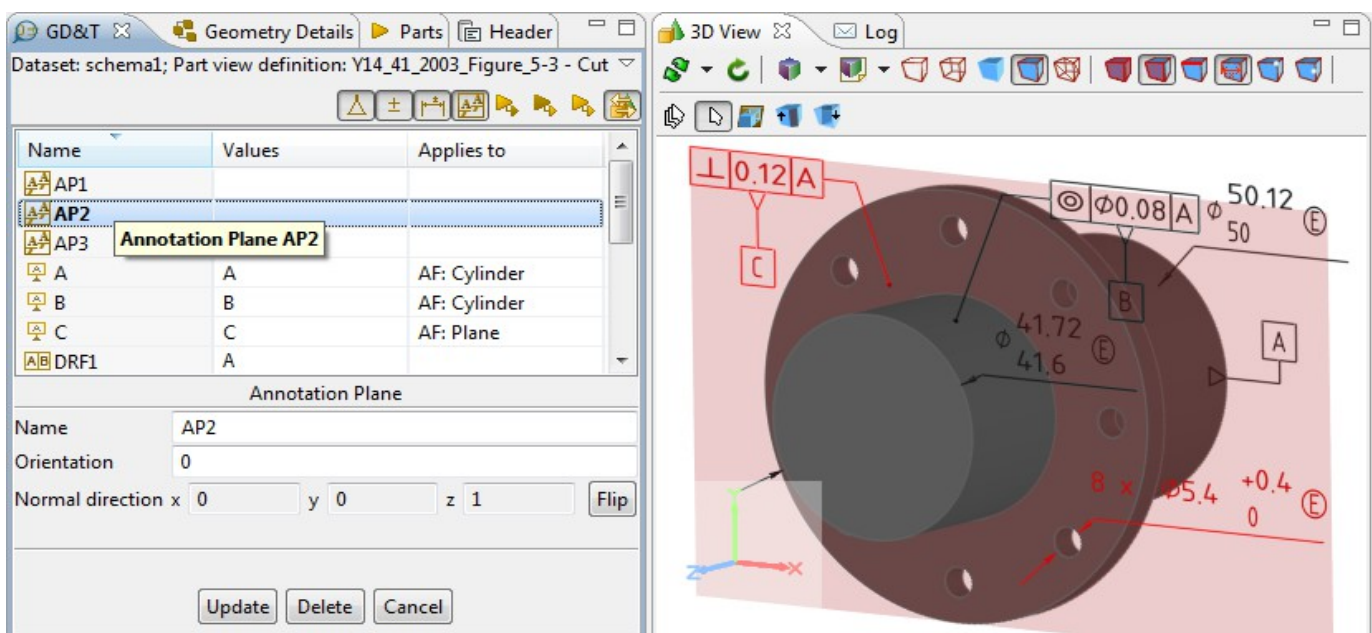 GD&T Geometry Details Parts Header
Dataset: schema1; Part view definition: Y14_41_2003_Figure_5-3 - Cut
Name Values Applies to
AP1
AP2
AP3 Annotation Plane AP2
A A AF: Cylinder
B B AF: Cylinder
C C AF: Plane
DRF1 A
Annotation Plane
Name AP2
Orientation 0
Normal direction x 0 y 0 z 1 Flip
Update Delete Cancel
3D View Log
⊥ 0.12 A
C
◎ ⌀0.08 A
B
⌀ 50.12 Ⓔ
50
⌀ 41.72 Ⓔ
41.6
A
8 x ⌀5.4 +0.4 Ⓔ
0
Y
Z X